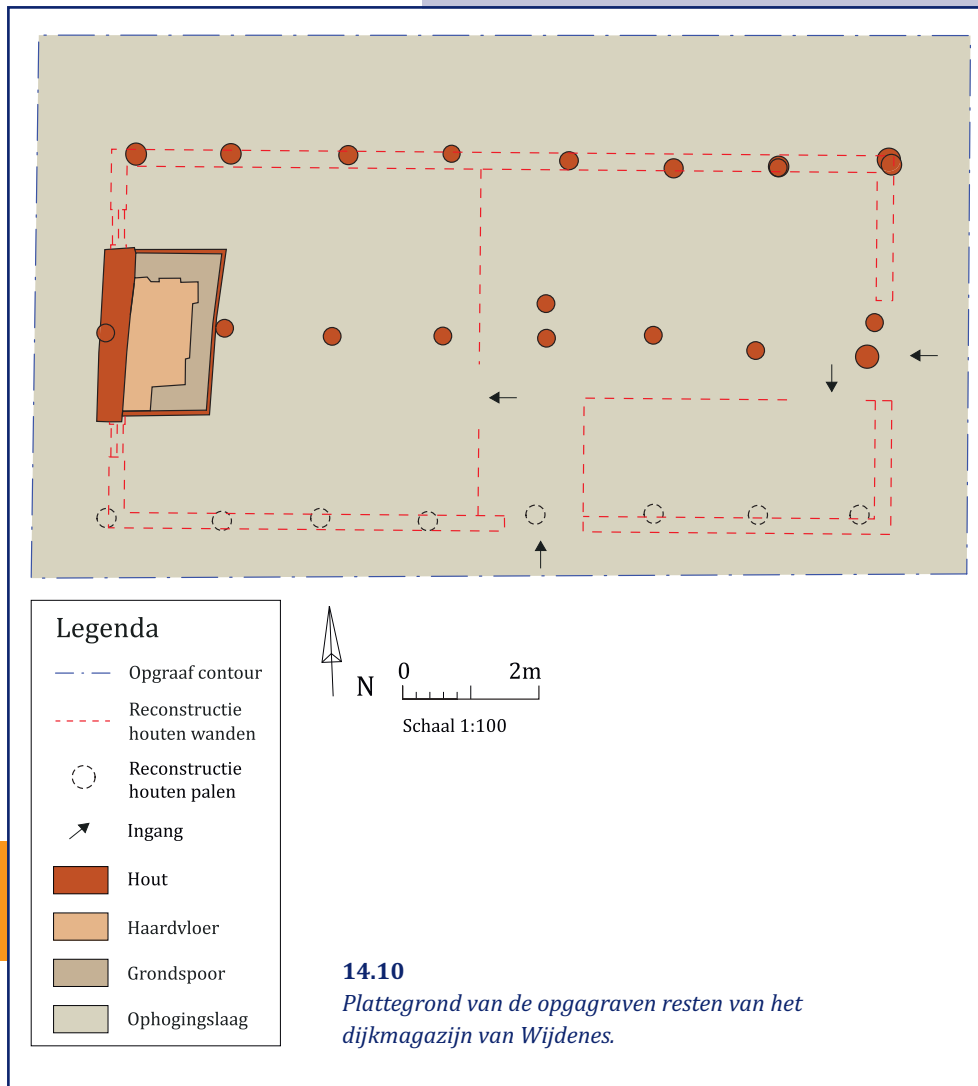 Legenda
Opgraaf contour
Reconstructie
houten wanden
Reconstructie
houten palen
Ingang
Hout
Haardvloer
Grondspoor
Ophogingslaag
N
0 2m
Schaal 1:100
14.10
Plattegrond van de opgagraven resten van het
dijkmagazijn van Wijdenes.